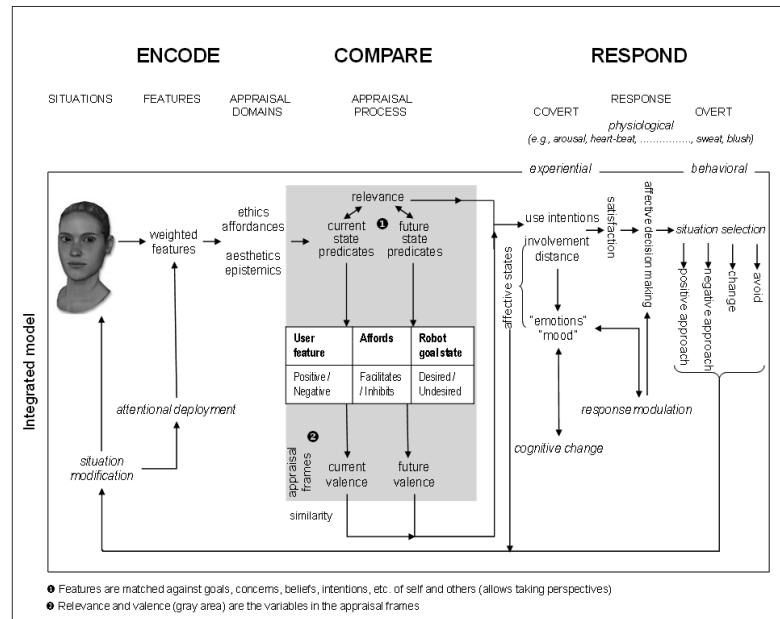 ENCODE
COMPARE
RESPOND
SITUATIONS
FEATURES
APPRAISAL
DOMAINS
APPRAISAL
PROCESS
RESPONSE
COVERT
OVERT
physiological
(e.g., arousal, heart-beat, ................., sweat, blush)
experiential
behavioral
Integrated model
weighted
features
ethics
affordances
aesthetics
epistemics
relevance
current
state
predicates
❶
future
state
predicates
User
feature
Affords
Robot
goal state
Positive /
Negative
Facilitates
/ Inhibits
Desired /
Undesired
❷
appraisal
frames
current
valence
future
valence
similarity
use intentions
involvement
distance
affective states
"emotions"
"mood"
cognitive change
satisfaction
affective decision making
response modulation
situation selection
positive approach
negative approach
change
avoid
attentional deployment
situation
modification
❶ Features are matched against goals, concerns, beliefs, intentions, etc. of self and others (allows taking perspectives)
❷ Relevance and valence (gray area) are the variables in the appraisal frames